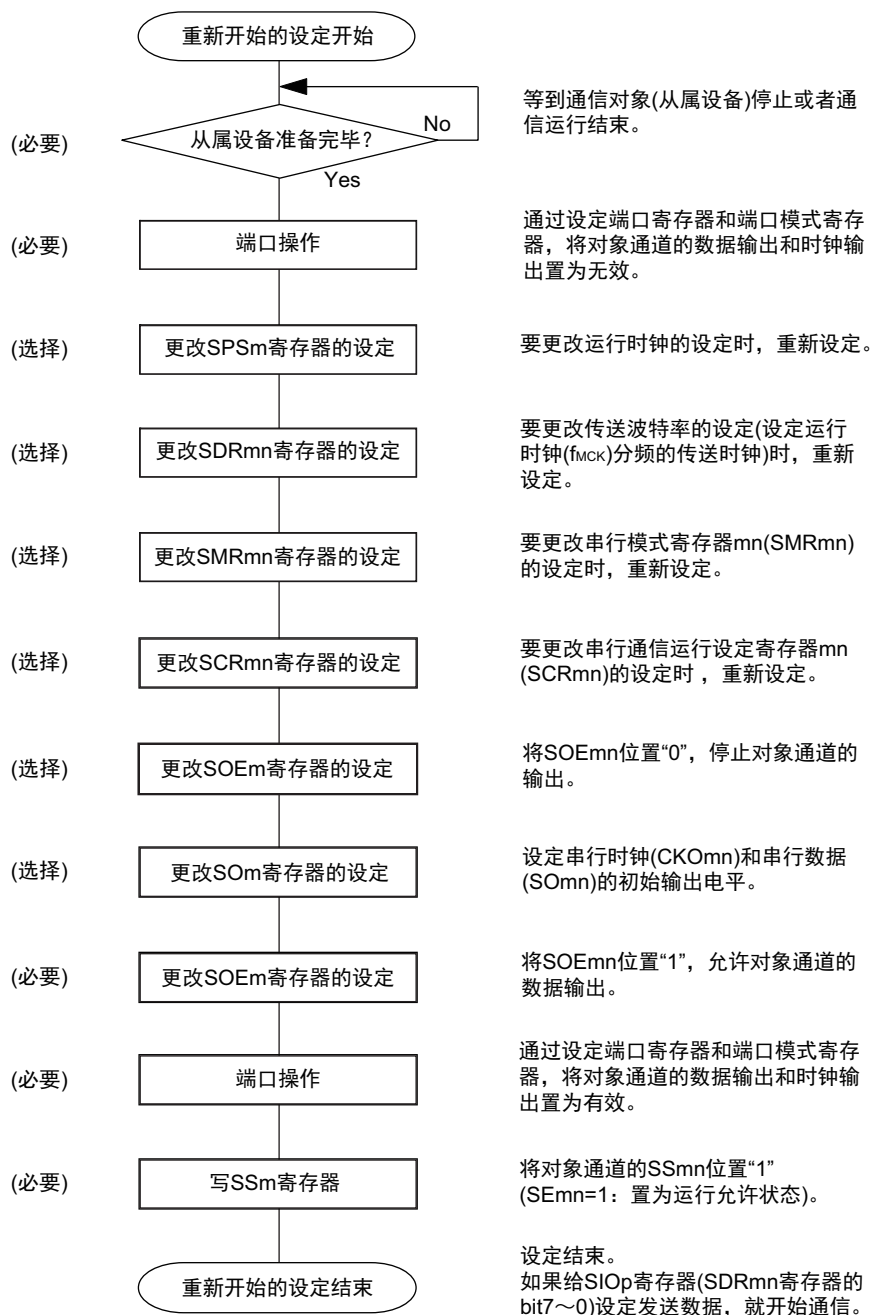 重新开始的设定开始
等到通信对象(从属设备)停止或者通
信运行结束。
No
(必要)
从属设备准备完毕?
Yes
(必要)
端口操作
通过设定端口寄存器和端口模式寄存
器，将对象通道的数据输出和时钟输
出置为无效。
(选择)
更改SPSm寄存器的设定
要更改运行时钟的设定时，重新设定。
(选择)
更改SDRmn寄存器的设定
要更改传送波特率的设定(设定运行
时钟(fMCK)分频的传送时钟)时，重新
设定。
(选择)
更改SMRmn寄存器的设定
要更改串行模式寄存器mn(SMRmn)
的设定时，重新设定。
(选择)
更改SCRmn寄存器的设定
要更改串行通信运行设定寄存器mn
(SCRmn)的设定时 ，重新设定。
(选择)
更改SOEm寄存器的设定
将SOEmn位置“0”，停止对象通道的
输出。
(选择)
更改SOm寄存器的设定
设定串行时钟(CKOmn)和串行数据
(SOmn)的初始输出电平。
(必要)
更改SOEm寄存器的设定
将SOEmn位置“1”，允许对象通道的
数据输出。
(必要)
端口操作
通过设定端口寄存器和端口模式寄存
器，将对象通道的数据输出和时钟输
出置为有效。
(必要)
写SSm寄存器
将对象通道的SSmn位置“1”
(SEmn=1：置为运行允许状态)。
重新开始的设定结束
设定结束。
如果给SIOp寄存器(SDRmn寄存器的
bit7～0)设定发送数据，就开始通信。